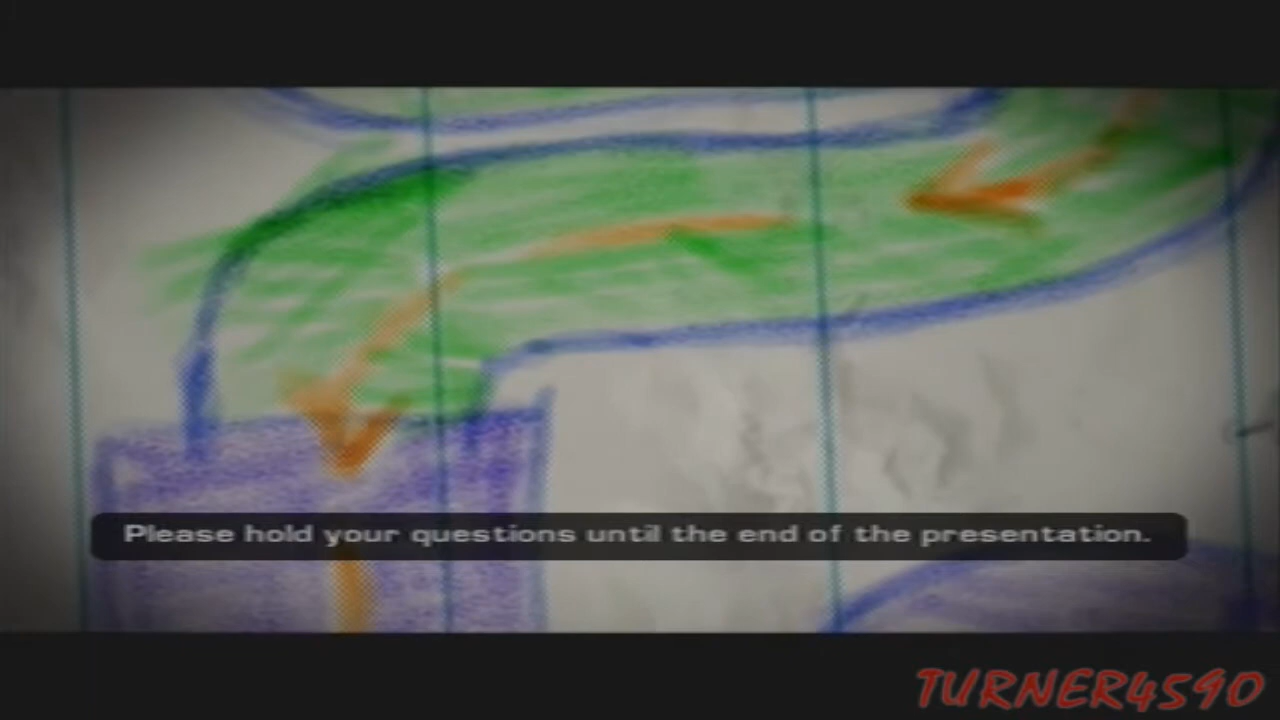 Please hold your questions until the end of the presentation.
TURNER4590